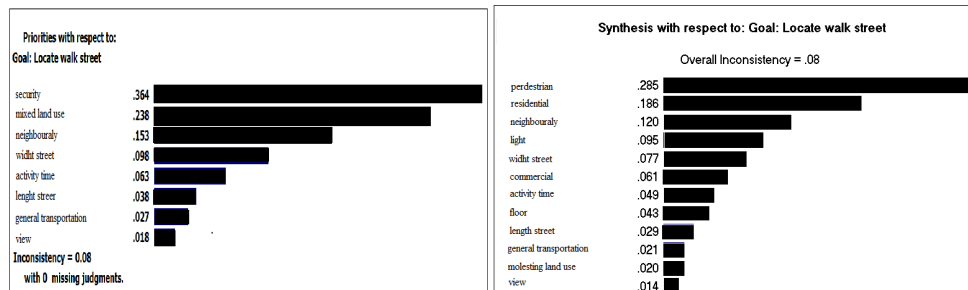 Priorities with respect to:
Goal: Locate walk street
security .364
mixed land use .238
neighbouraly .153
widht street .098
activity time .063
lenght streer .038
general transportation .027
view .018
Inconsistency = 0.08
with 0 missing judgments.
Synthesis with respect to: Goal: Locate walk street
Overall Inconsistency = .08
perdestrian .285
residential .186
neighbouraly .120
light .095
widht street .077
commercial .061
activity time .049
floor .043
length street .029
general transportation .021
molesting land use .020
view .014